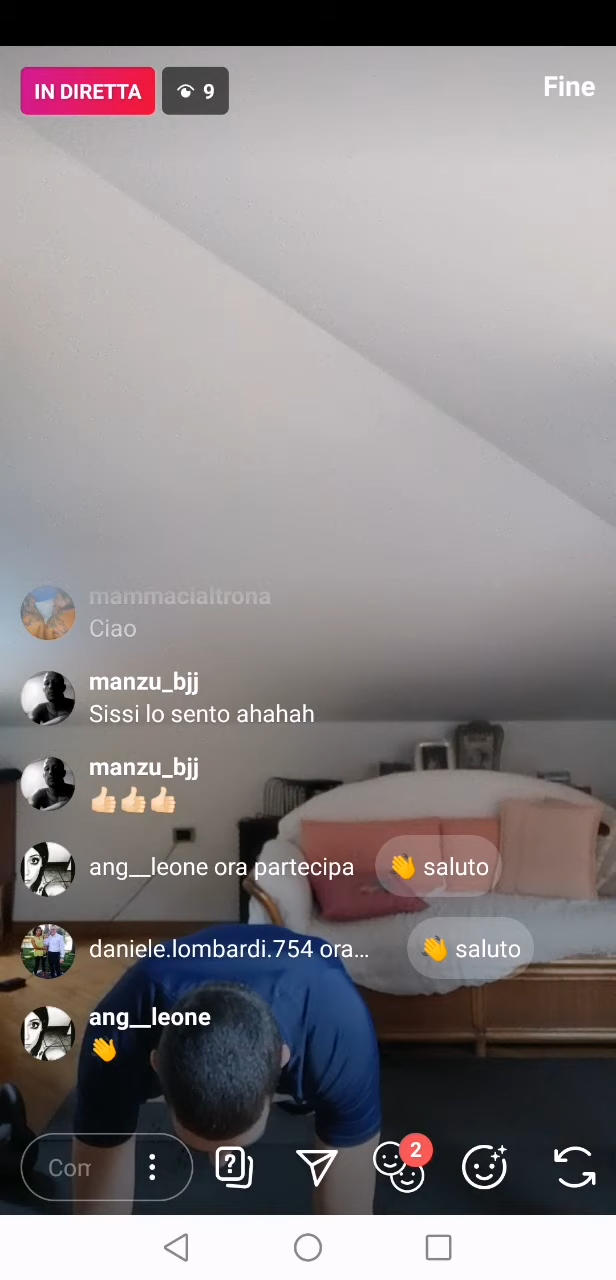 IN DIRETTA 9 Fine
mammacialtrona
Ciao
manzu_bjj
Sissi lo sento ahahah
manzu_bjj
👍🏻👍🏻👍🏻
ang__leone ora partecipa 👋 saluto
daniele.lombardi.754 ora... 👋 saluto
ang__leone
👋
2
Com